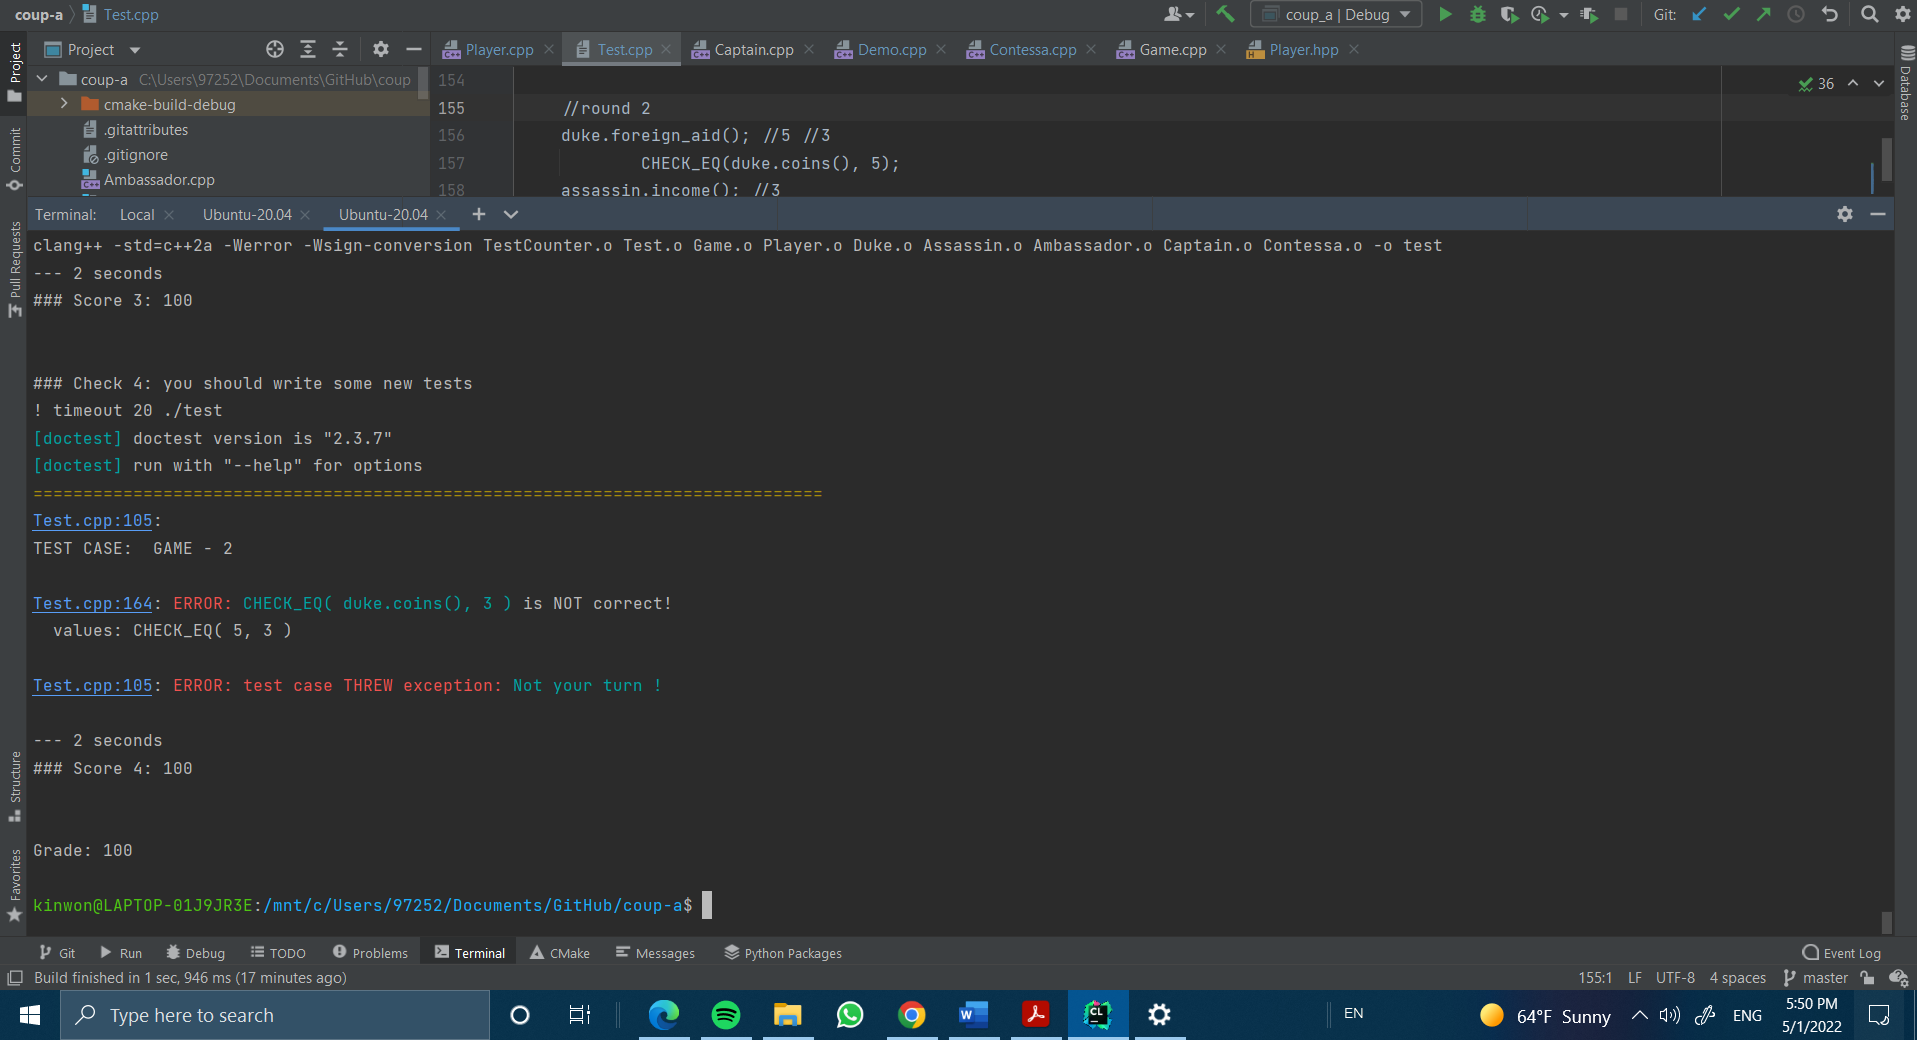 coup-a Test.cpp
coup_a | Debug
Git:
Project
Player.cpp
Test.cpp
Captain.cpp
Demo.cpp
Contessa.cpp
Game.cpp
Player.hpp
Project
Commit
Pull Requests
Structure
Favorites
Database
coup-a C:\Users\97252\Documents\GitHub\coup
cmake-build-debug
.gitattributes
.gitignore
Ambassador.cpp
154
155 //round 2
156 duke.foreign_aid(); //5 //3
157 CHECK_EQ(duke.coins(), 5);
158 assassin.income(); //3
36
Terminal: Local Ubuntu-20.04 Ubuntu-20.04
clang++ -std=c++2a -Werror -Wsign-conversion TestCounter.o Test.o Game.o Player.o Duke.o Assassin.o Ambassador.o Captain.o Contessa.o -o test
--- 2 seconds
### Score 3: 100
### Check 4: you should write some new tests
! timeout 20 ./test
[doctest] doctest version is "2.3.7"
[doctest] run with "--help" for options
===============================================================================
Test.cpp:105:
TEST CASE:  GAME - 2
Test.cpp:164: ERROR: CHECK_EQ( duke.coins(), 3 ) is NOT correct!
values: CHECK_EQ( 5, 3 )
Test.cpp:105: ERROR: test case THREW exception: Not your turn !
--- 2 seconds
### Score 4: 100
Grade: 100
kinwon@LAPTOP-01J9JR3E:/mnt/c/Users/97252/Documents/GitHub/coup-a$
Git Run Debug TODO Problems Terminal CMake Messages Python Packages Event Log
Build finished in 1 sec, 946 ms (17 minutes ago)
155:1 LF UTF-8 4 spaces master
Type here to search
EN
64°F Sunny
ENG
5:50 PM
5/1/2022